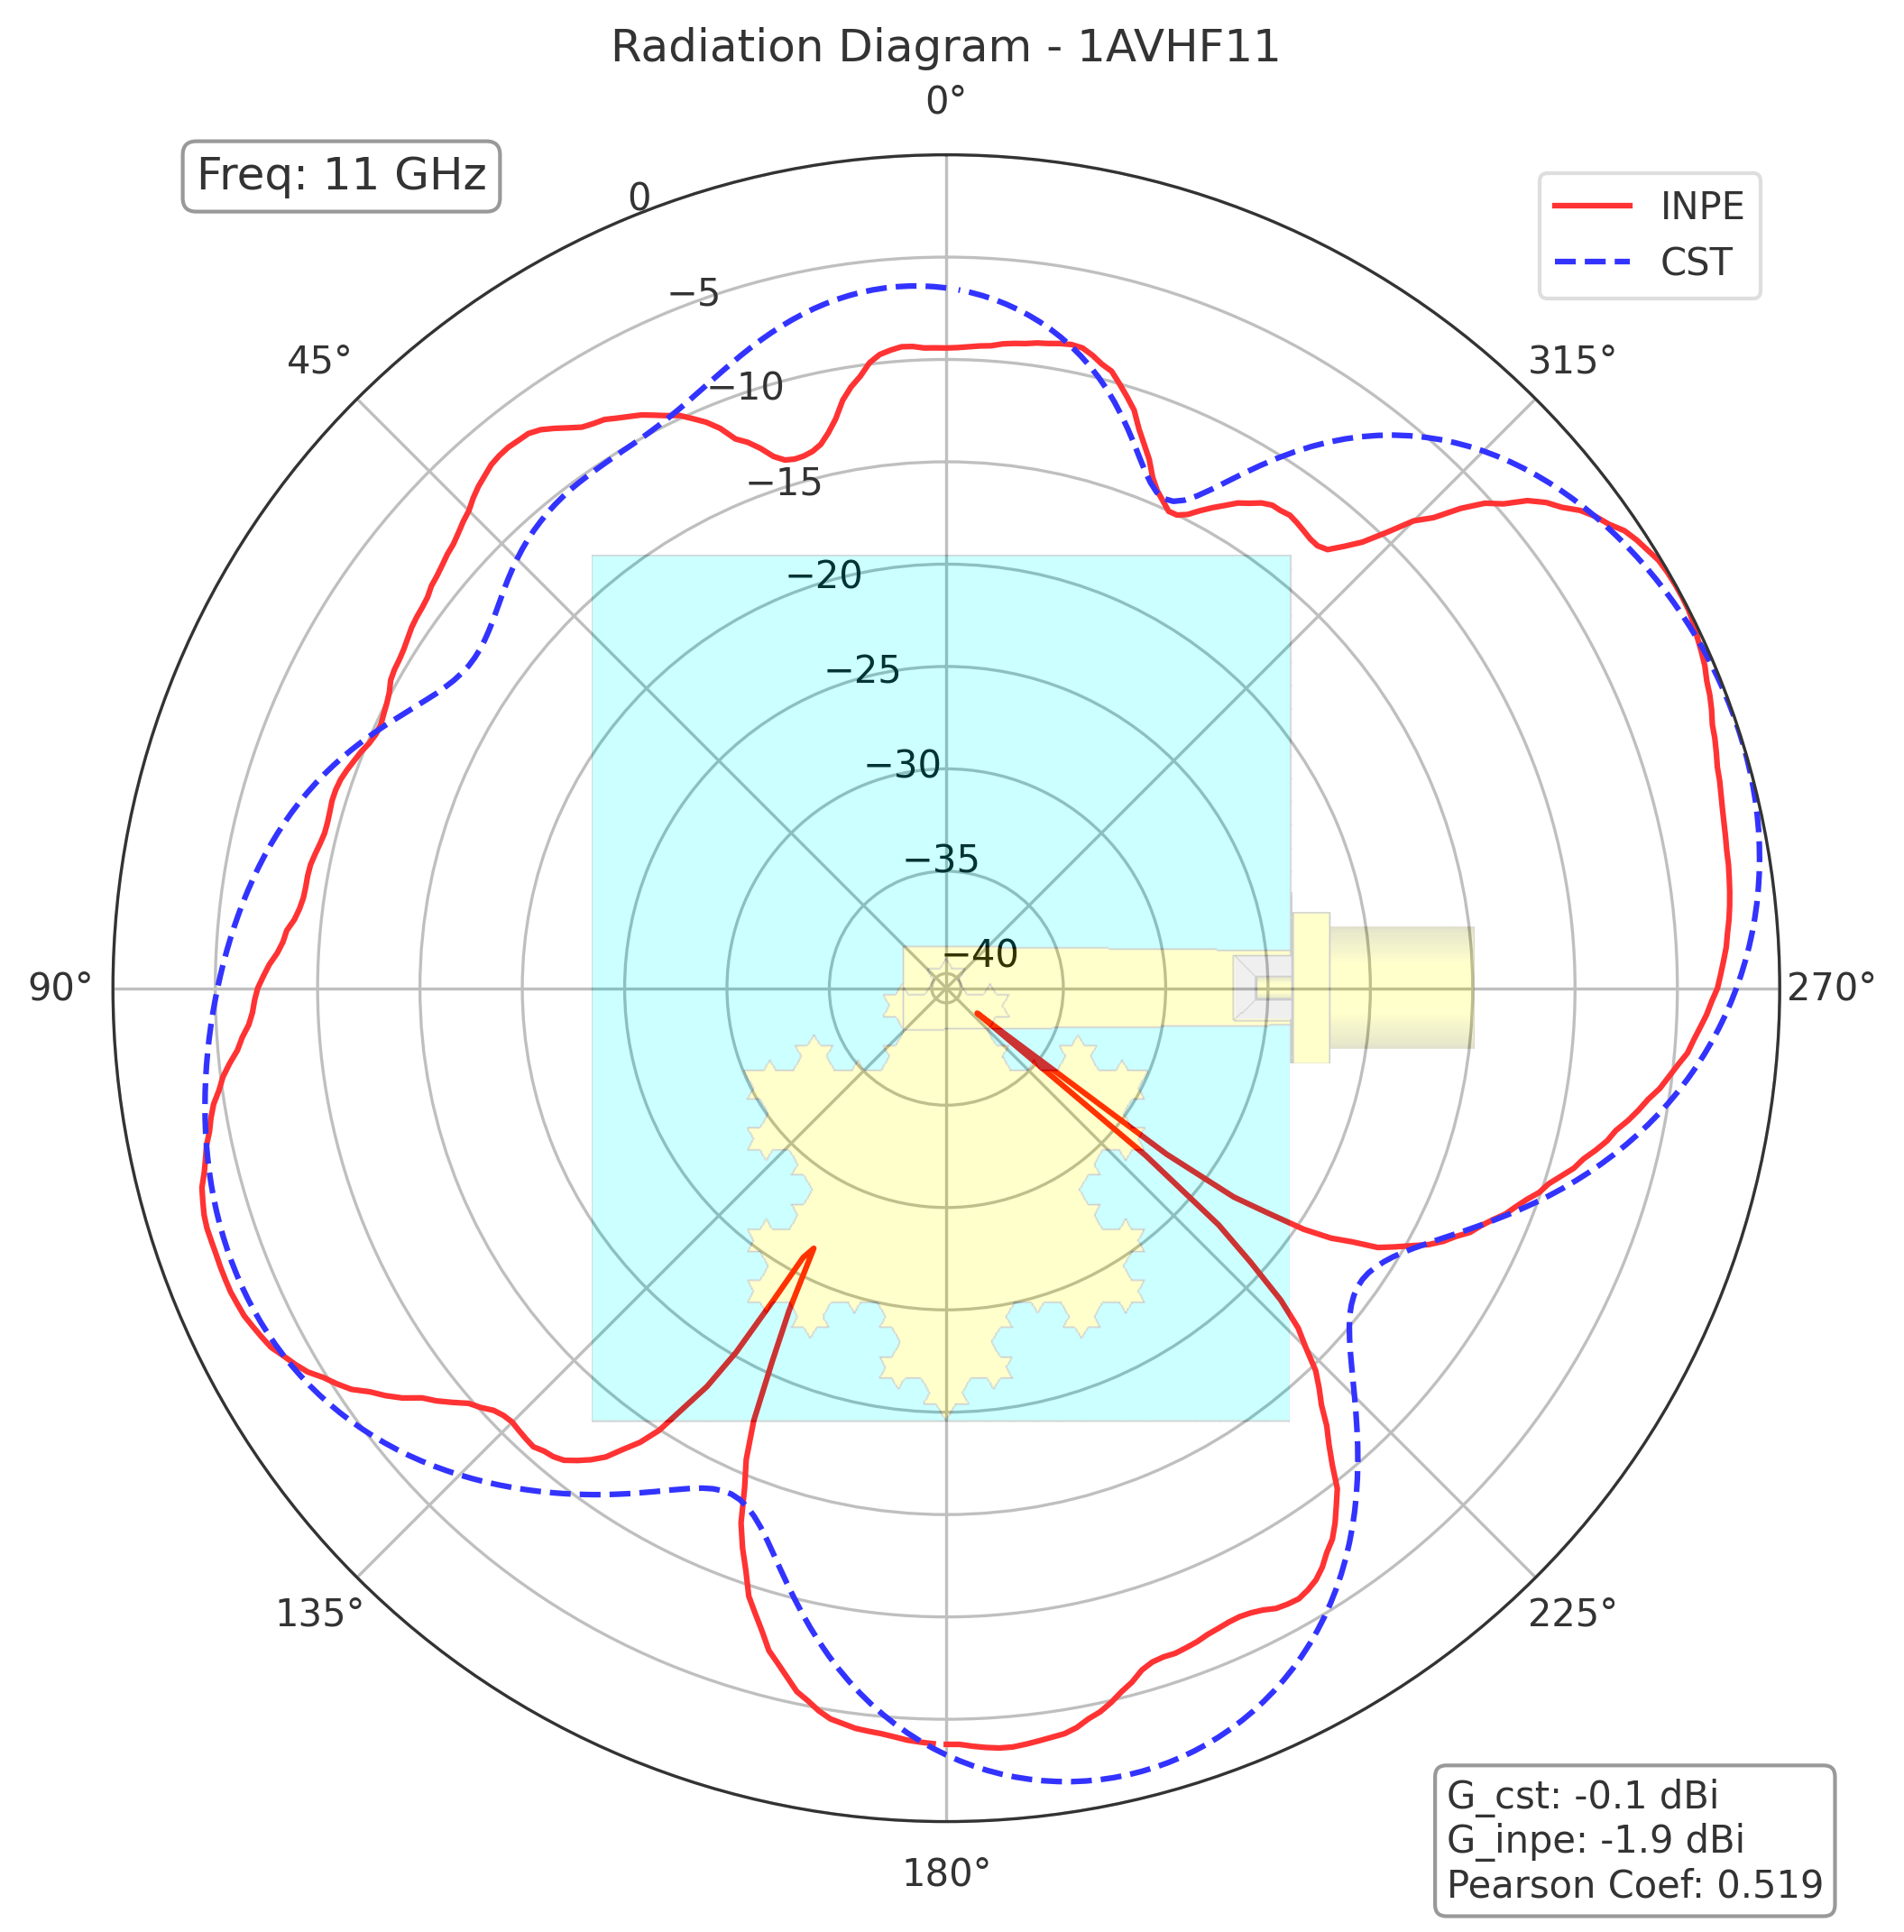 Radiation Diagram - 1AVHF11
0°
Freq: 11 GHz
INPE
CST
0
−5
−10
−15
−20
−25
−30
−35
−40
45°
315°
90°
270°
135°
225°
180°
G_cst: -0.1 dBi
G_inpe: -1.9 dBi
Pearson Coef: 0.519